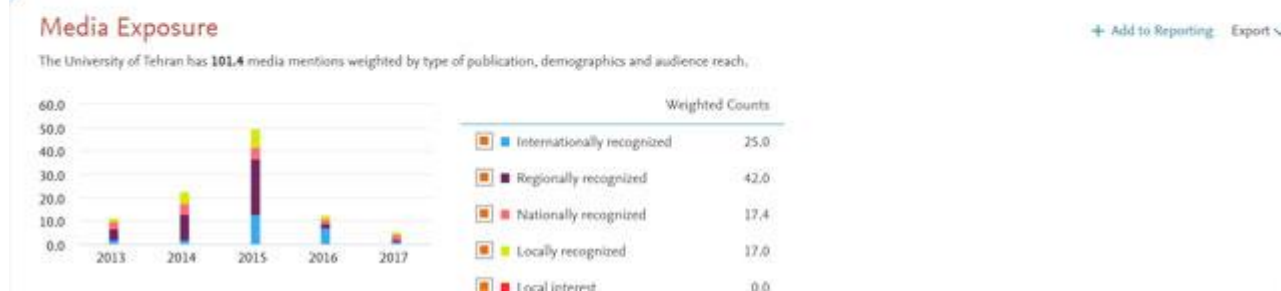 Media Exposure
+ Add to Reporting Export
The University of Tehran has 101.4 media mentions weighted by type of publication, demographics and audience reach.
Weighted Counts
60.0
50.0
40.0
30.0
20.0
10.0
0.0
2013 2014 2015 2016 2017
Internationally recognized 25.0
Regionally recognized 42.0
Nationally recognized 17.4
Locally recognized 17.0
Local interest 0.0